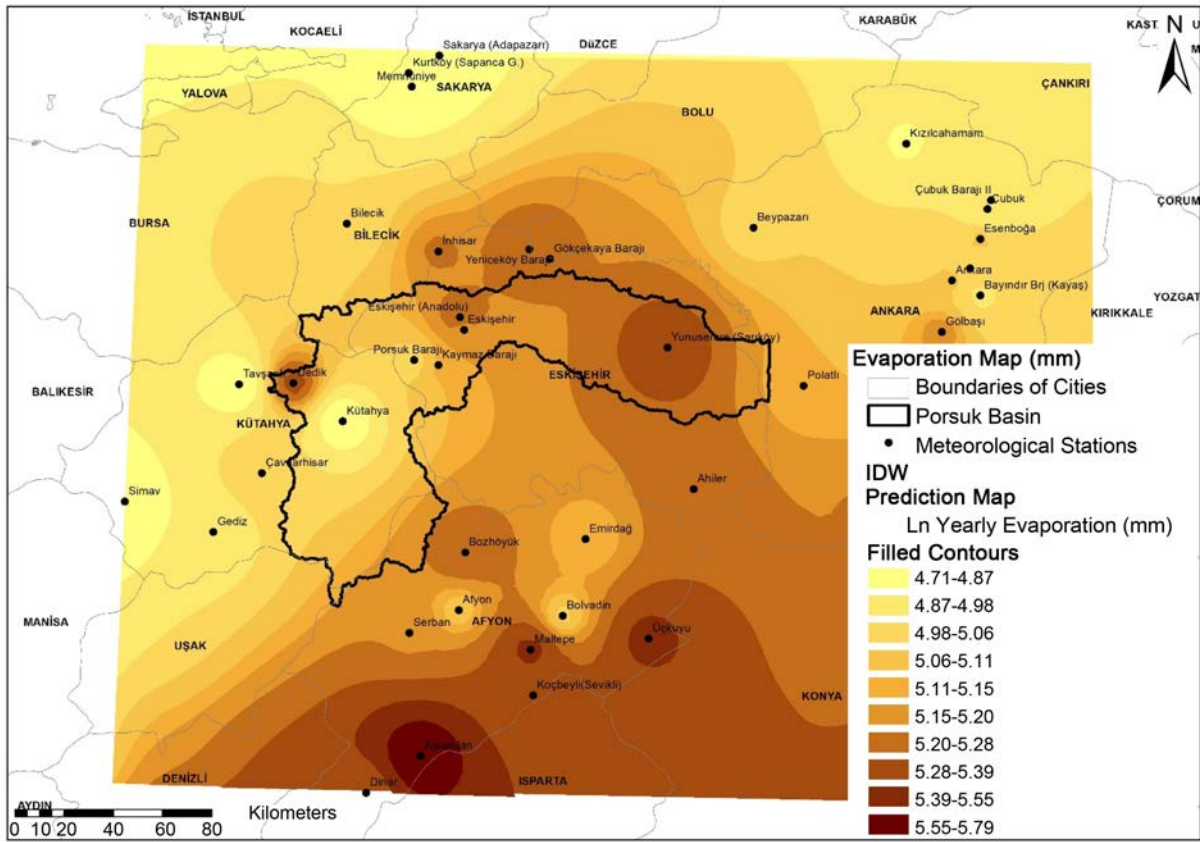 İSTANBUL
KOCAELİ
DüZCE
KARABÜK
KAST
N
U
M
Sakarya (Adapazarı)
Kurtköy (Sapanca G.)
Memnuniye
SAKARYA
YALOVA
BOLU
ÇANKIRI
Kızılcahamam
Çubuk Barajı II
Çubuk
ÇORUM
BURSA
Bilecik
BİLECİK
Beypazarı
Esenboğa
İnhisar
Gökçekaya Barajı
Yeniceköy Barajı
Ankara
Bayındır Brj (Kayaş)
YOZGAT
Eskişehir (Anadolu)
Eskişehir
ANKARA
KIRIKKALE
Gölbaşı
Yunusemre (Sarıköy)
Porsuk Barajı
Kaymaz Barajı
ESKİŞEHİR
Tavşanlı
Dedik
Polatlı
BALIKESİR
KÜTAHYA
Kütahya
Çavdarhisar
Simav
Gediz
Ahiler
Emirdağ
Bozhöyük
Afyon
AFYON
Bolvadin
Serban
MANİSA
UŞAK
Maltepe
Üçkuyu
Koçbeyli(Sevikli)
KONYA
DENİZLİ
Dinar
ISPARTA
AYDIN
Kilometers
0 10 20 40 60 80
Evaporation Map (mm)
Boundaries of Cities
Porsuk Basin
Meteorological Stations
IDW
Prediction Map
Ln Yearly Evaporation (mm)
Filled Contours
4.71-4.87
4.87-4.98
4.98-5.06
5.06-5.11
5.11-5.15
5.15-5.20
5.20-5.28
5.28-5.39
5.39-5.55
5.55-5.79